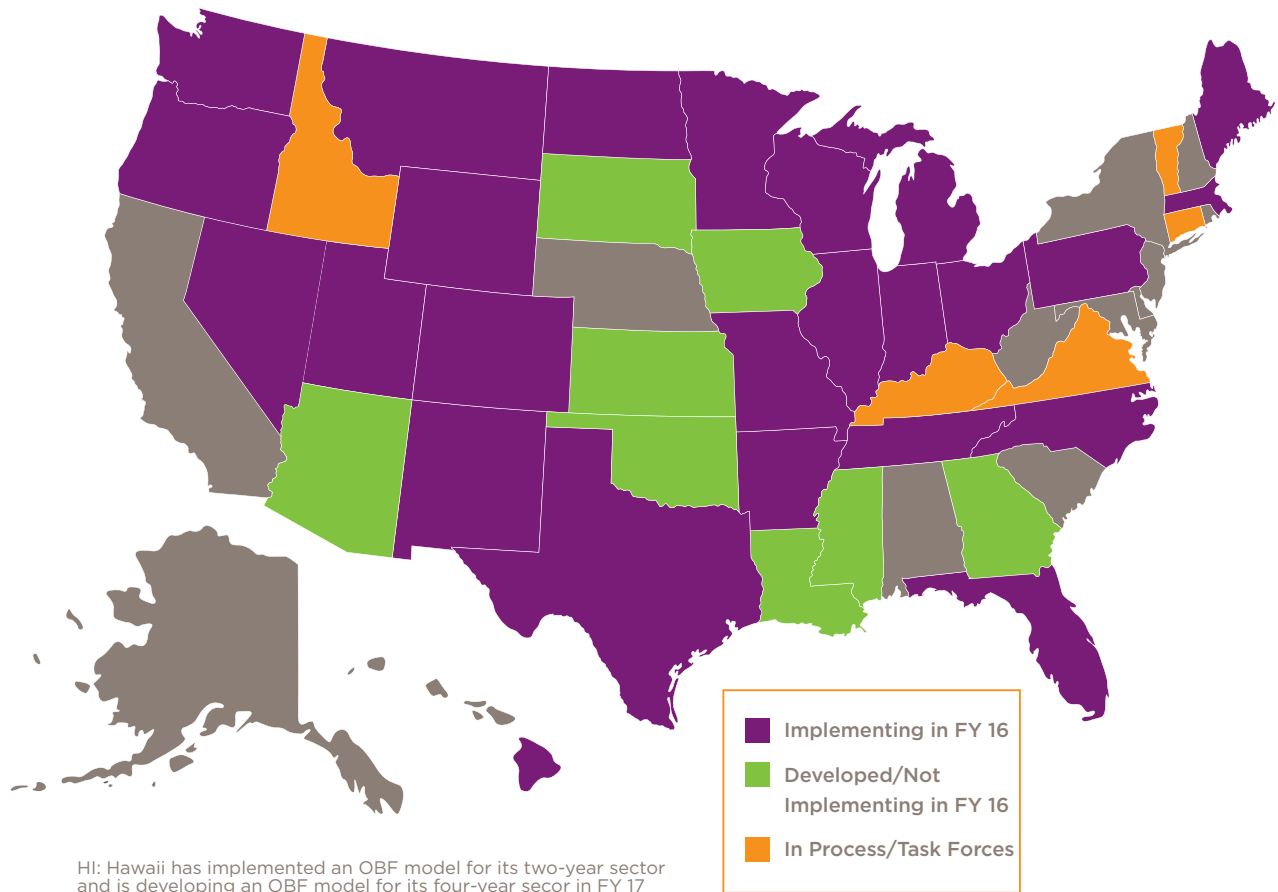 Implementing in FY 16
Developed/Not
Implementing in FY 16
In Process/Task Forces
HI: Hawaii has implemented an OBF model for its two-year sector
and is developing an OBF model for its four-year secor in FY 17